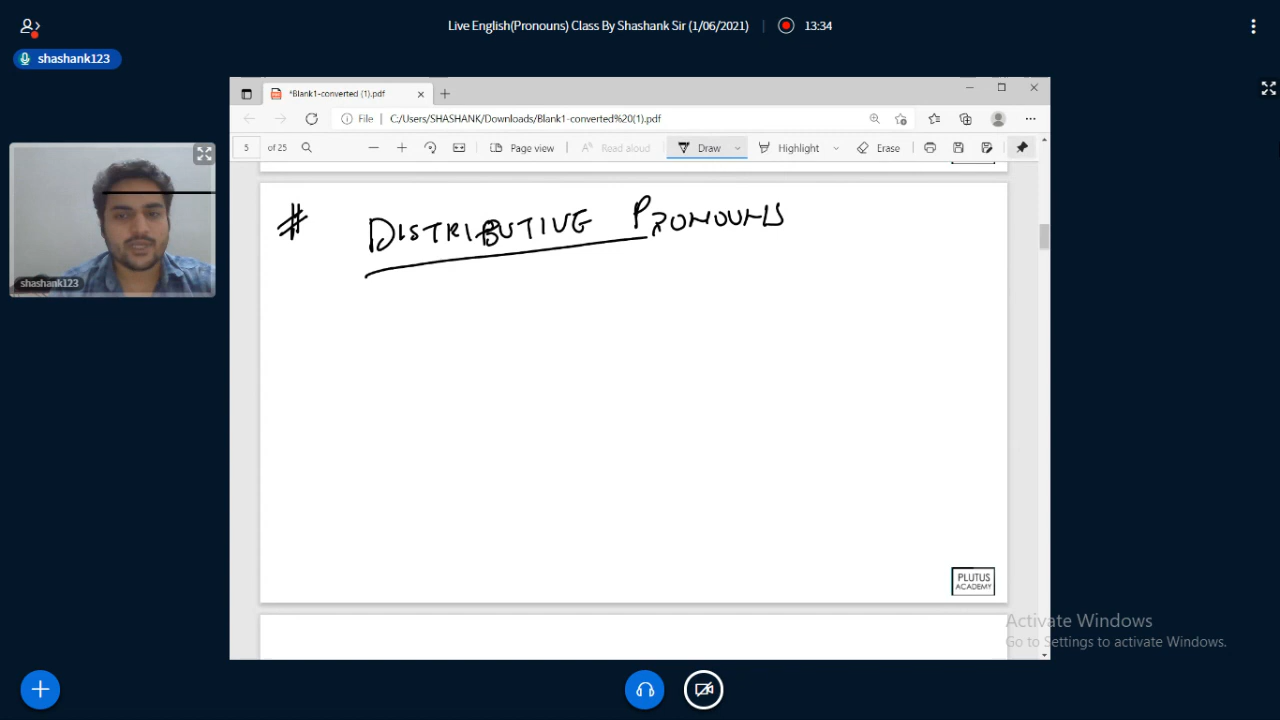 Live English(Pronouns) Class By Shashank Sir (1/06/2021) 13:34
shashank123
*Blank1-converted (1).pdf
File C:/Users/SHASHANK/Downloads/Blank1-converted%20(1).pdf
5 of 25 Page view Read aloud Draw Highlight Erase
shashank123
# DISTRIBUTIVE PRONOUNS
PLUTUS
ACADEMY
Activate Windows
Go to Settings to activate Windows.